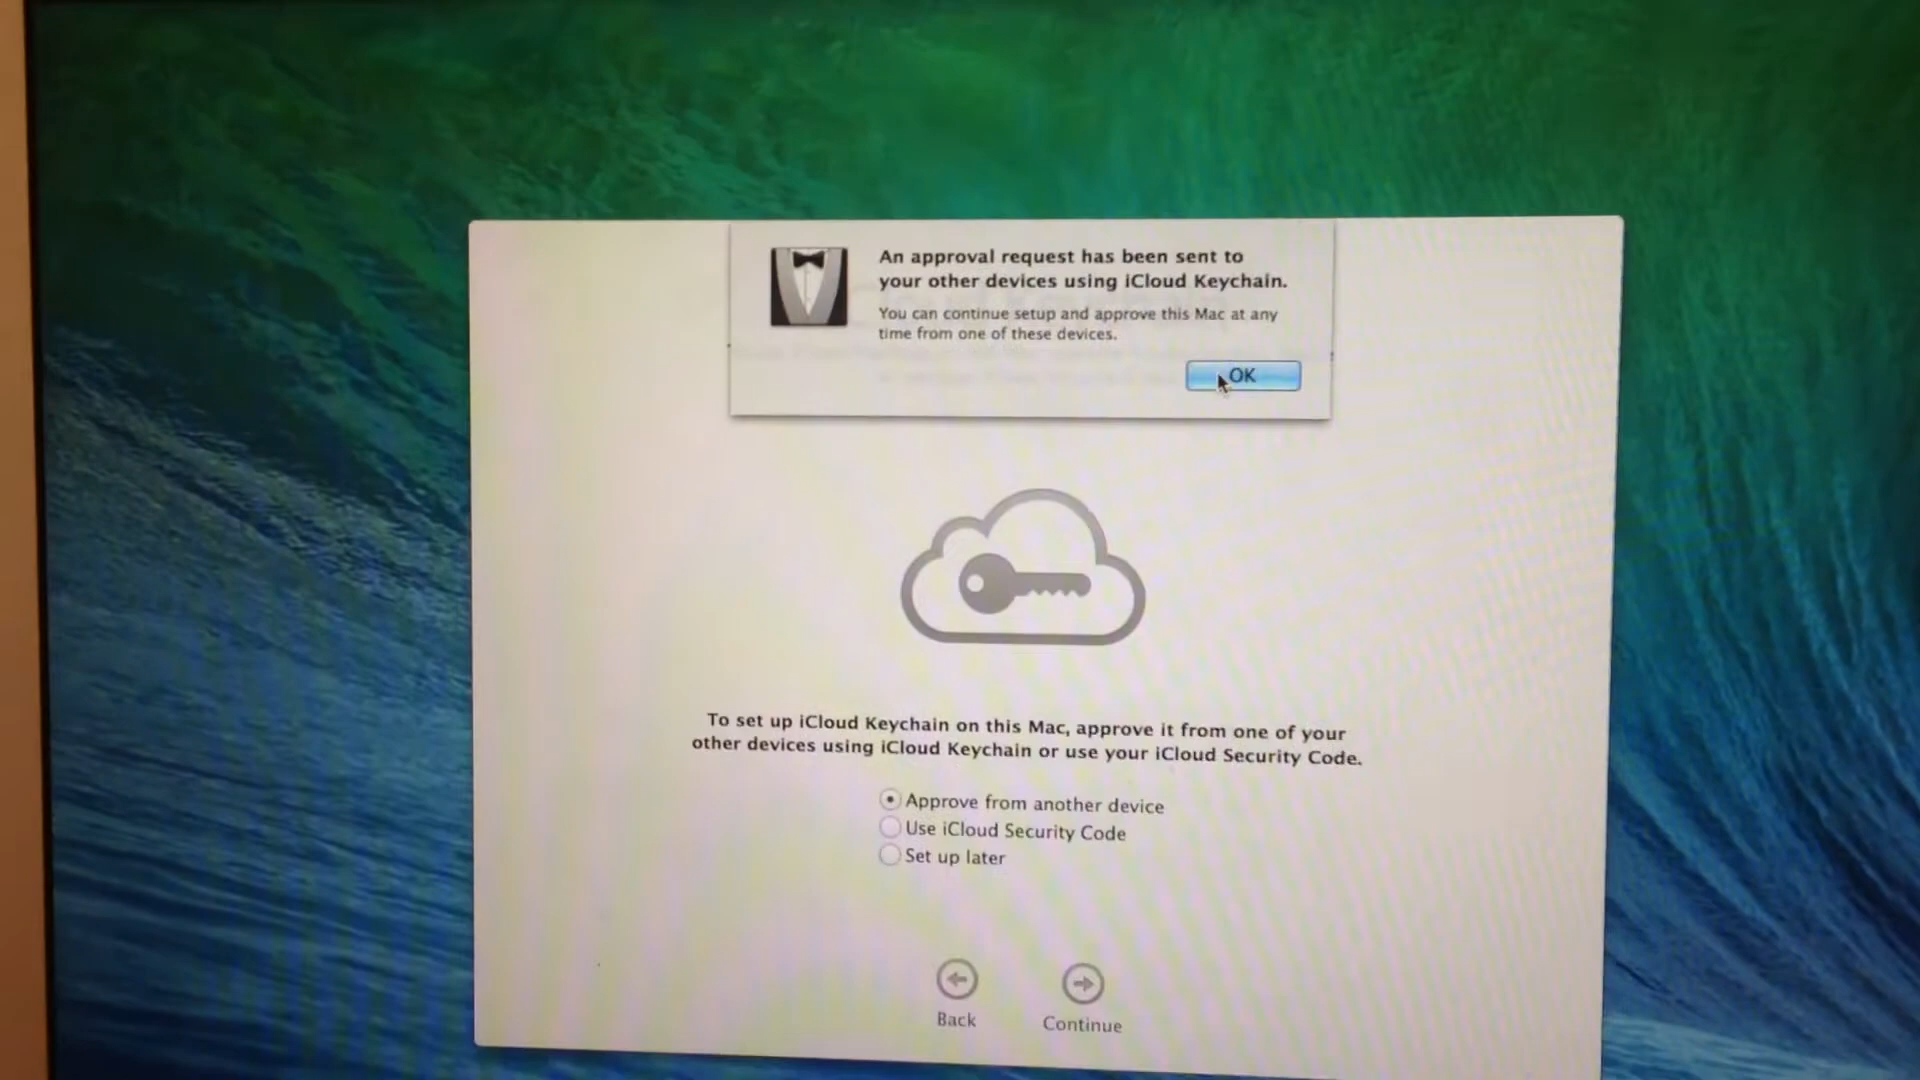 An approval request has been sent to
your other devices using iCloud Keychain.
You can continue setup and approve this Mac at any
time from one of these devices.
OK
To set up iCloud Keychain on this Mac, approve it from one of your
other devices using iCloud Keychain or use your iCloud Security Code.
Approve from another device
Use iCloud Security Code
Set up later
Back
Continue